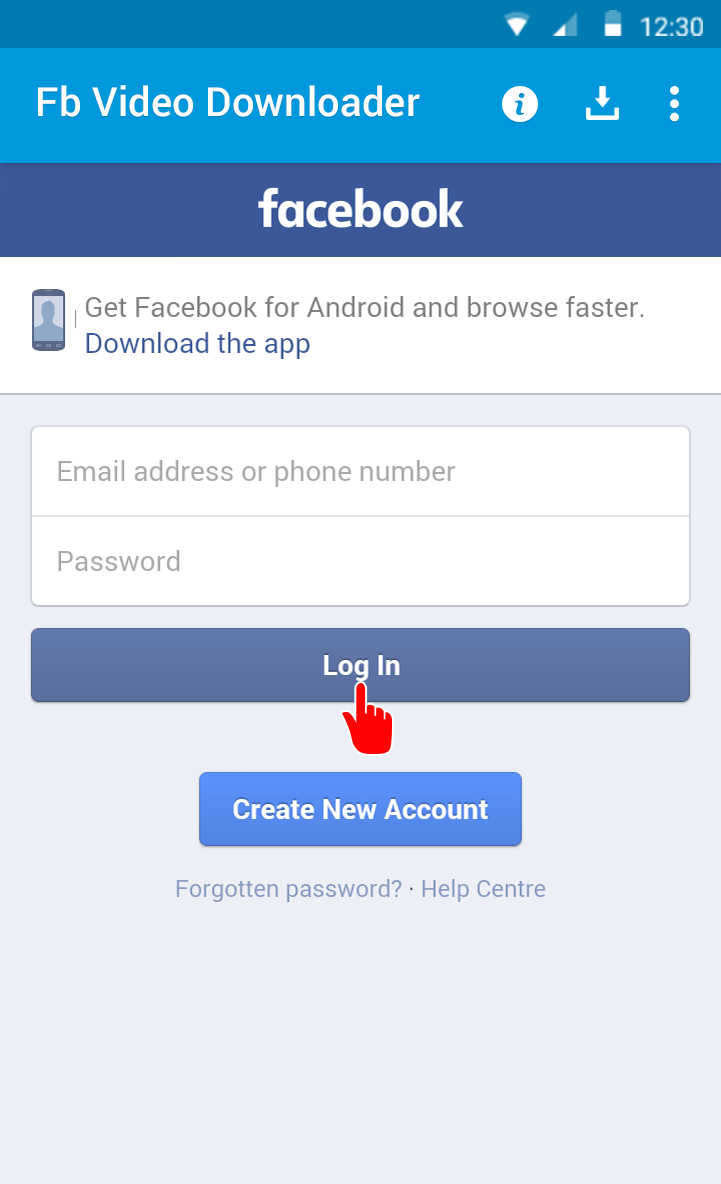 12:30
Fb Video Downloader
facebook
Get Facebook for Android and browse faster.
Download the app
Email address or phone number
Password
Log In
Create New Account
Forgotten password? · Help Centre